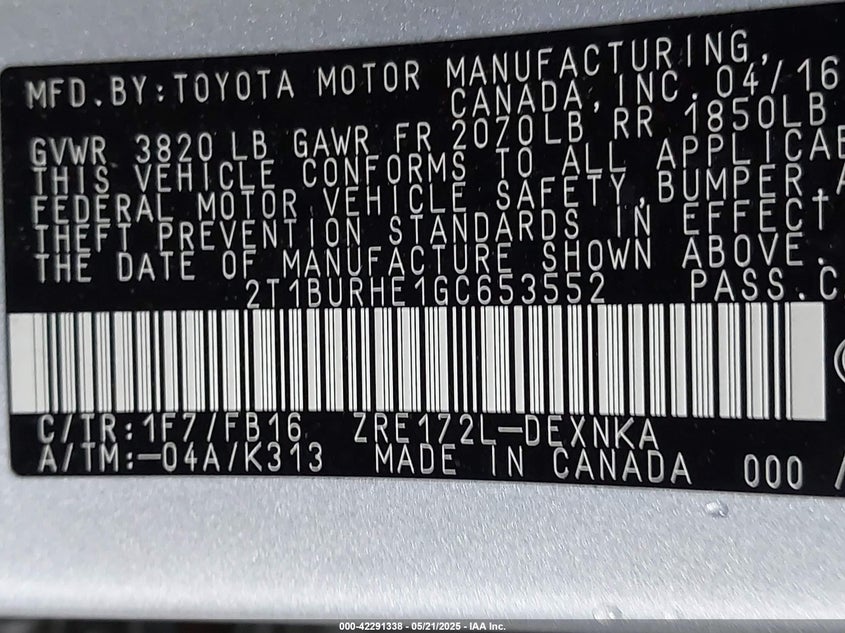 MFD.BY:TOYOTA MOTOR MANUFACTURING,
CANADA, INC. 04/16
GVWR 3820 LB GAWR FR 2070LB RR 1850LB
THIS VEHICLE CONFORMS TO ALL APPLICAB
FEDERAL MOTOR VEHICLE SAFETY,BUMPER,A
THEFT PREVENTION STANDARDS IN EFFECT
THE DATE OF MANUFACTURE SHOWN ABOVE.
2T1BURHE1GC653552 PASS.C
C/TR:1F7/FB16 ZRE172L-DEXNKA
A/TM:-04A/K313 MADE IN CANADA 000 /
000-42291338 - 05/21/2025 - IAA Inc.